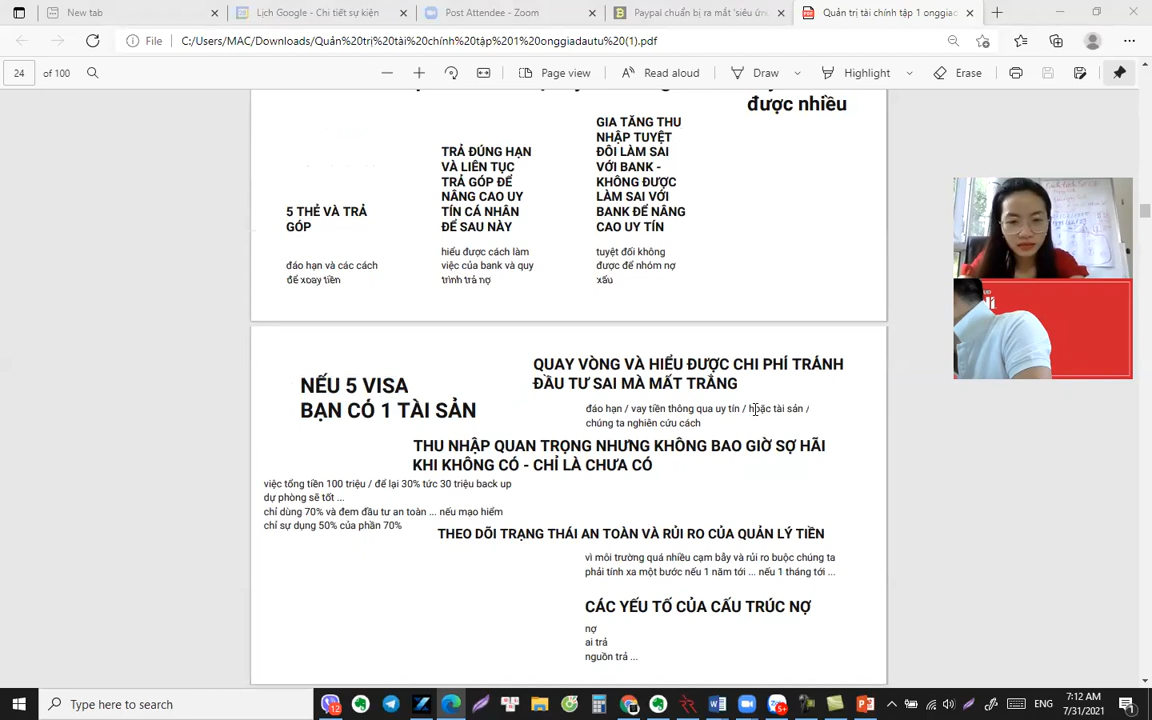 New tab
Lịch Google - Chi tiết sự kiện
Post Attendee - Zoom
Paypal chuẩn bị ra mắt 'siêu ứng
Quản trị tài chính tập 1 onggiad
File
C:/Users/MAC/Downloads/Quản%20trị%20tài%20chính%20tập%201%20onggiadautu%20(1).pdf
24 of 100
Page view
Read aloud
Draw
Highlight
Erase
được nhiều
5 THẺ VÀ TRẢ
GÓP
đáo hạn và các cách
để xoay tiền
TRẢ ĐÚNG HẠN
VÀ LIÊN TỤC
TRẢ GÓP ĐỂ
NÂNG CAO UY
TÍN CÁ NHÂN
ĐỂ SAU NÀY
hiểu được cách làm
việc của bank và quy
trình trả nợ
GIA TĂNG THU
NHẬP TUYỆT
ĐÔI LÀM SAI
VỚI BANK -
KHÔNG ĐƯỢC
LÀM SAI VỚI
BANK ĐỂ NÂNG
CAO UY TÍN
tuyệt đối không
được để nhóm nợ
xấu
NẾU 5 VISA
BẠN CÓ 1 TÀI SẢN
QUAY VÒNG VÀ HIỂU ĐƯỢC CHI PHÍ TRÁNH
ĐẦU TƯ SAI MÀ MẤT TRẮNG
đáo hạn / vay tiền thông qua uy tín / hoặc tài sản /
chúng ta nghiên cứu cách
THU NHẬP QUAN TRỌNG NHƯNG KHÔNG BAO GIỜ SỢ HÃI
KHI KHÔNG CÓ - CHỈ LÀ CHƯA CÓ
việc tổng tiền 100 triệu / để lại 30% tức 30 triệu back up
dự phòng sẽ tốt ...
chỉ dùng 70% và đem đầu tư an toàn ... nếu mạo hiểm
chỉ sự dụng 50% của phần 70%
THEO DÕI TRẠNG THÁI AN TOÀN VÀ RỦI RO CỦA QUẢN LÝ TIỀN
vì môi trường quá nhiều cạm bẫy và rủi ro buộc chúng ta
phải tính xa một bước nếu 1 năm tới ... nếu 1 tháng tới ...
CÁC YẾU TỐ CỦA CẤU TRÚC NỢ
nợ
ai trả
nguồn trả ...
Type here to search
12
5+
ENG
7:12 AM
7/31/2021
1